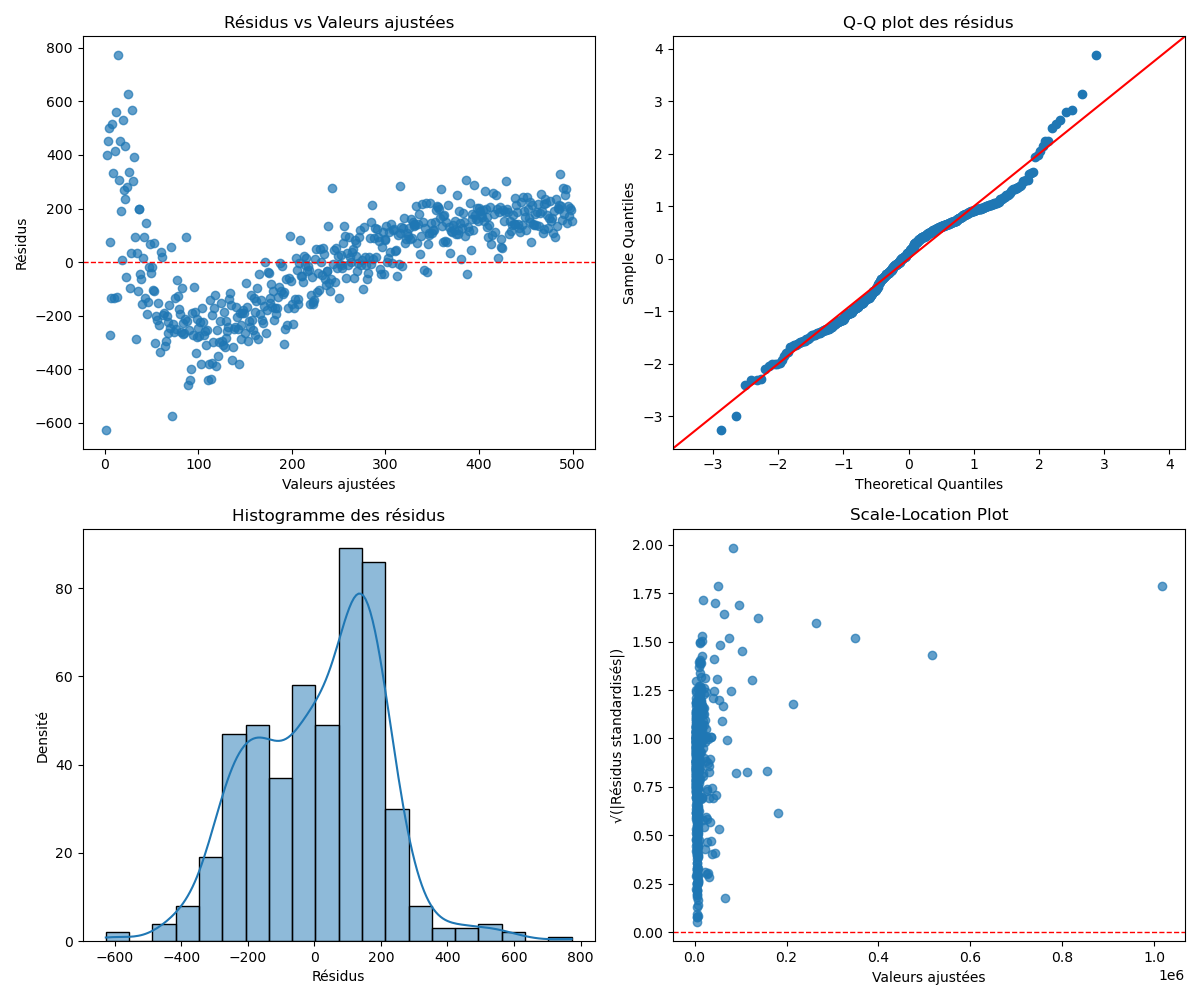 Résidus vs Valeurs ajustées
800
600
400
200
0
−200
−400
−600
Résidus
0 100 200 300 400 500
Valeurs ajustées
Q-Q plot des résidus
4
3
2
1
0
−1
−2
−3
Sample Quantiles
−3 −2 −1 0 1 2 3 4
Theoretical Quantiles
Histogramme des résidus
80
60
40
20
0
Densité
−600 −400 −200 0 200 400 600 800
Résidus
Scale-Location Plot
2.00
1.75
1.50
1.25
1.00
0.75
0.50
0.25
0.00
√(|Résidus standardisés|)
0.0 0.2 0.4 0.6 0.8 1.0
1e6
Valeurs ajustées